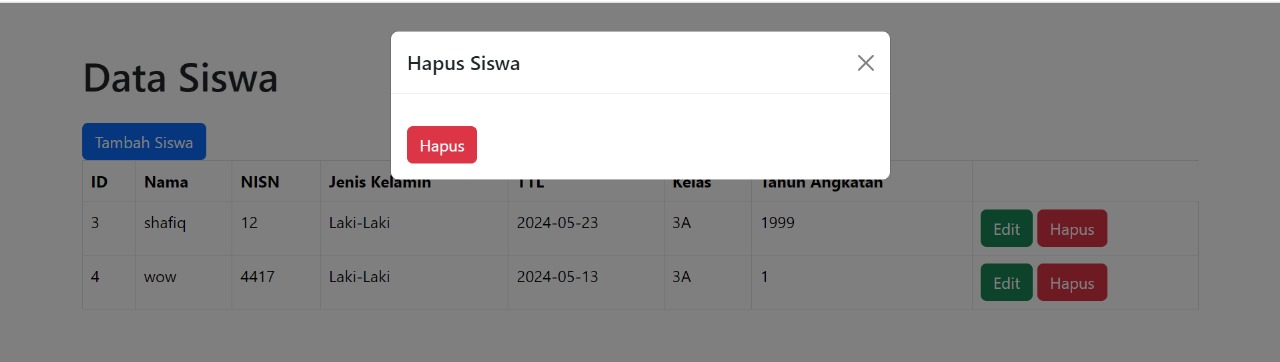 Hapus Siswa
Hapus
Data Siswa
Tambah Siswa
ID Nama NISN Jenis Kelamin TTL Kelas Tahun Angkatan
3 shafiq 12 Laki-Laki 2024-05-23 3A 1999 Edit Hapus
4 wow 4417 Laki-Laki 2024-05-13 3A 1 Edit Hapus